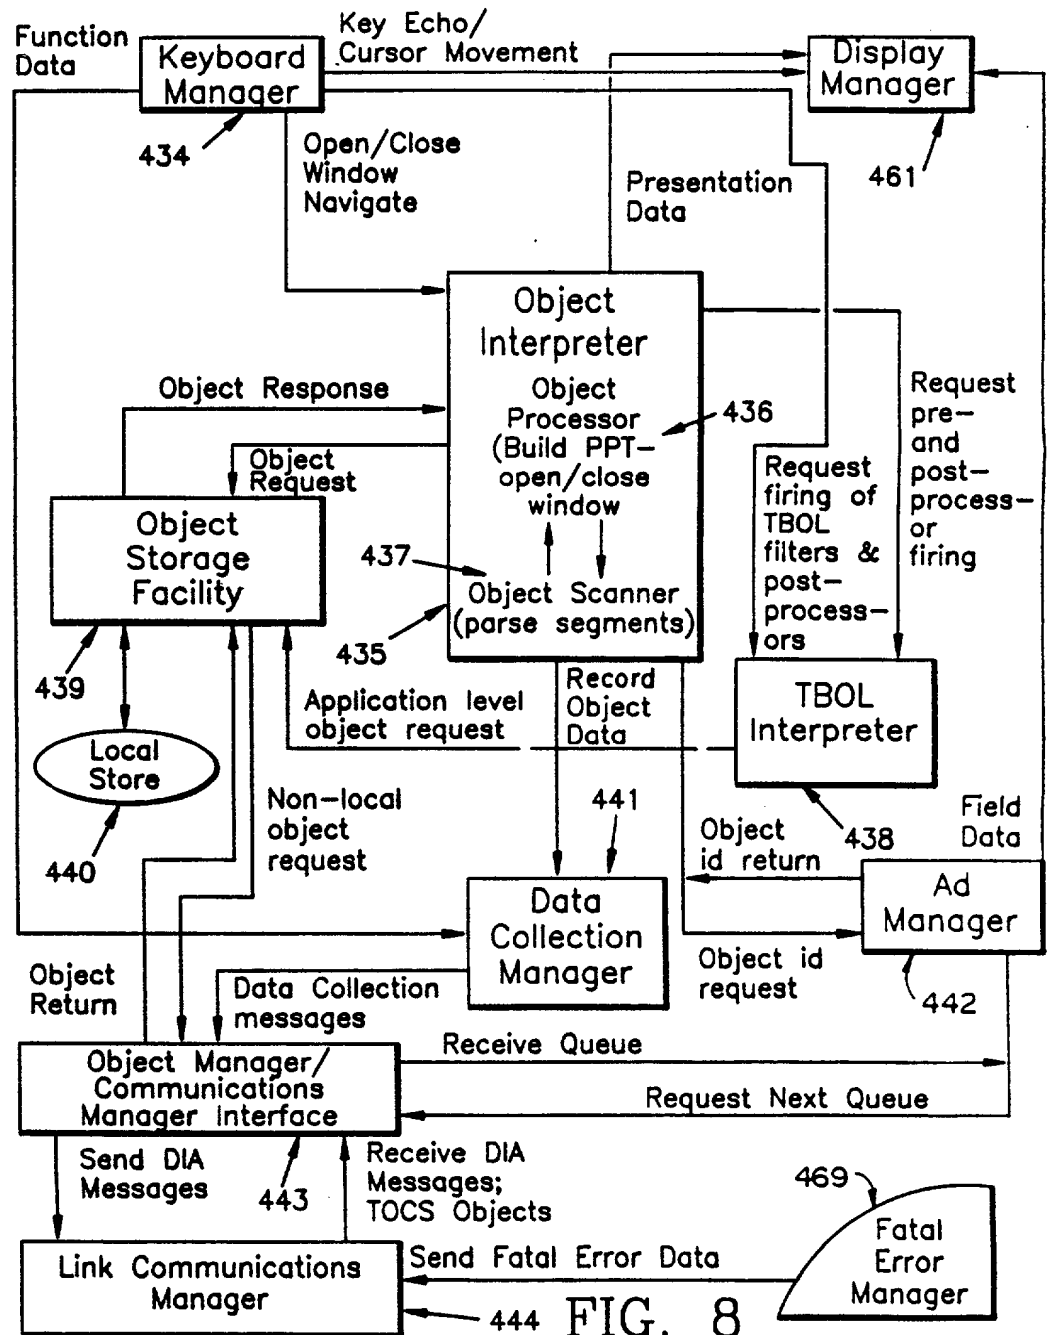 Function
Data
Keyboard
Manager
434
Key Echo/
Cursor Movement
Display
Manager
461
Open/Close
Window
Navigate
Presentation
Data
Object
Interpreter
Object
Processor
(Build PPT-
open/close
window
436
437
Object Scanner
(parse segments)
435
Object Response
Object
Request
Object
Storage
Facility
439
Local
Store
440
Request
firing of
TBOL
filters &
post-
process-
ors
Request
pre-
and
post-
process-
or
firing
TBOL
Interpreter
438
Application level
object request
Record
Object
Data
Non-local
object
request
441
Data
Collection
Manager
Object
id return
Field
Data
Ad
Manager
442
Object id
request
Object
Return
Data Collection
messages
Object Manager/
Communications
Manager Interface
443
Receive Queue
Request Next Queue
Send DIA
Messages
Receive DIA
Messages;
TOCS Objects
469
Fatal
Error
Manager
Send Fatal Error Data
Link Communications
Manager
444
FIG. 8